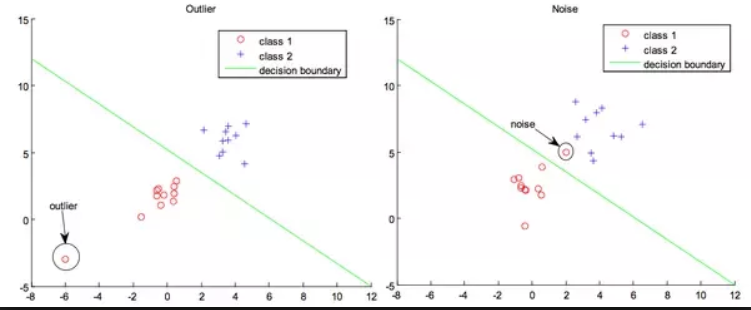 Outlier
15
10
5
0
-5
-8 -6 -4 -2 0 2 4 6 8 10 12
class 1
class 2
decision boundary
outlier
Noise
15
10
5
0
-5
-8 -6 -4 -2 0 2 4 6 8 10 12
class 1
class 2
decision boundary
noise